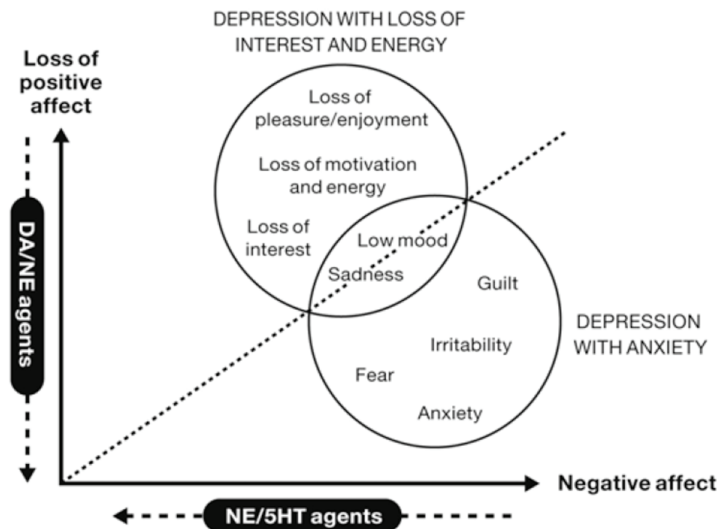 DEPRESSION WITH LOSS OF
INTEREST AND ENERGY
Loss of
positive
affect
Loss of
pleasure/enjoyment
Loss of motivation
and energy
Loss of
interest
Low mood
Sadness
Guilt
Irritability
Fear
Anxiety
DEPRESSION
WITH ANXIETY
DA/NE agents
Negative affect
NE/5HT agents